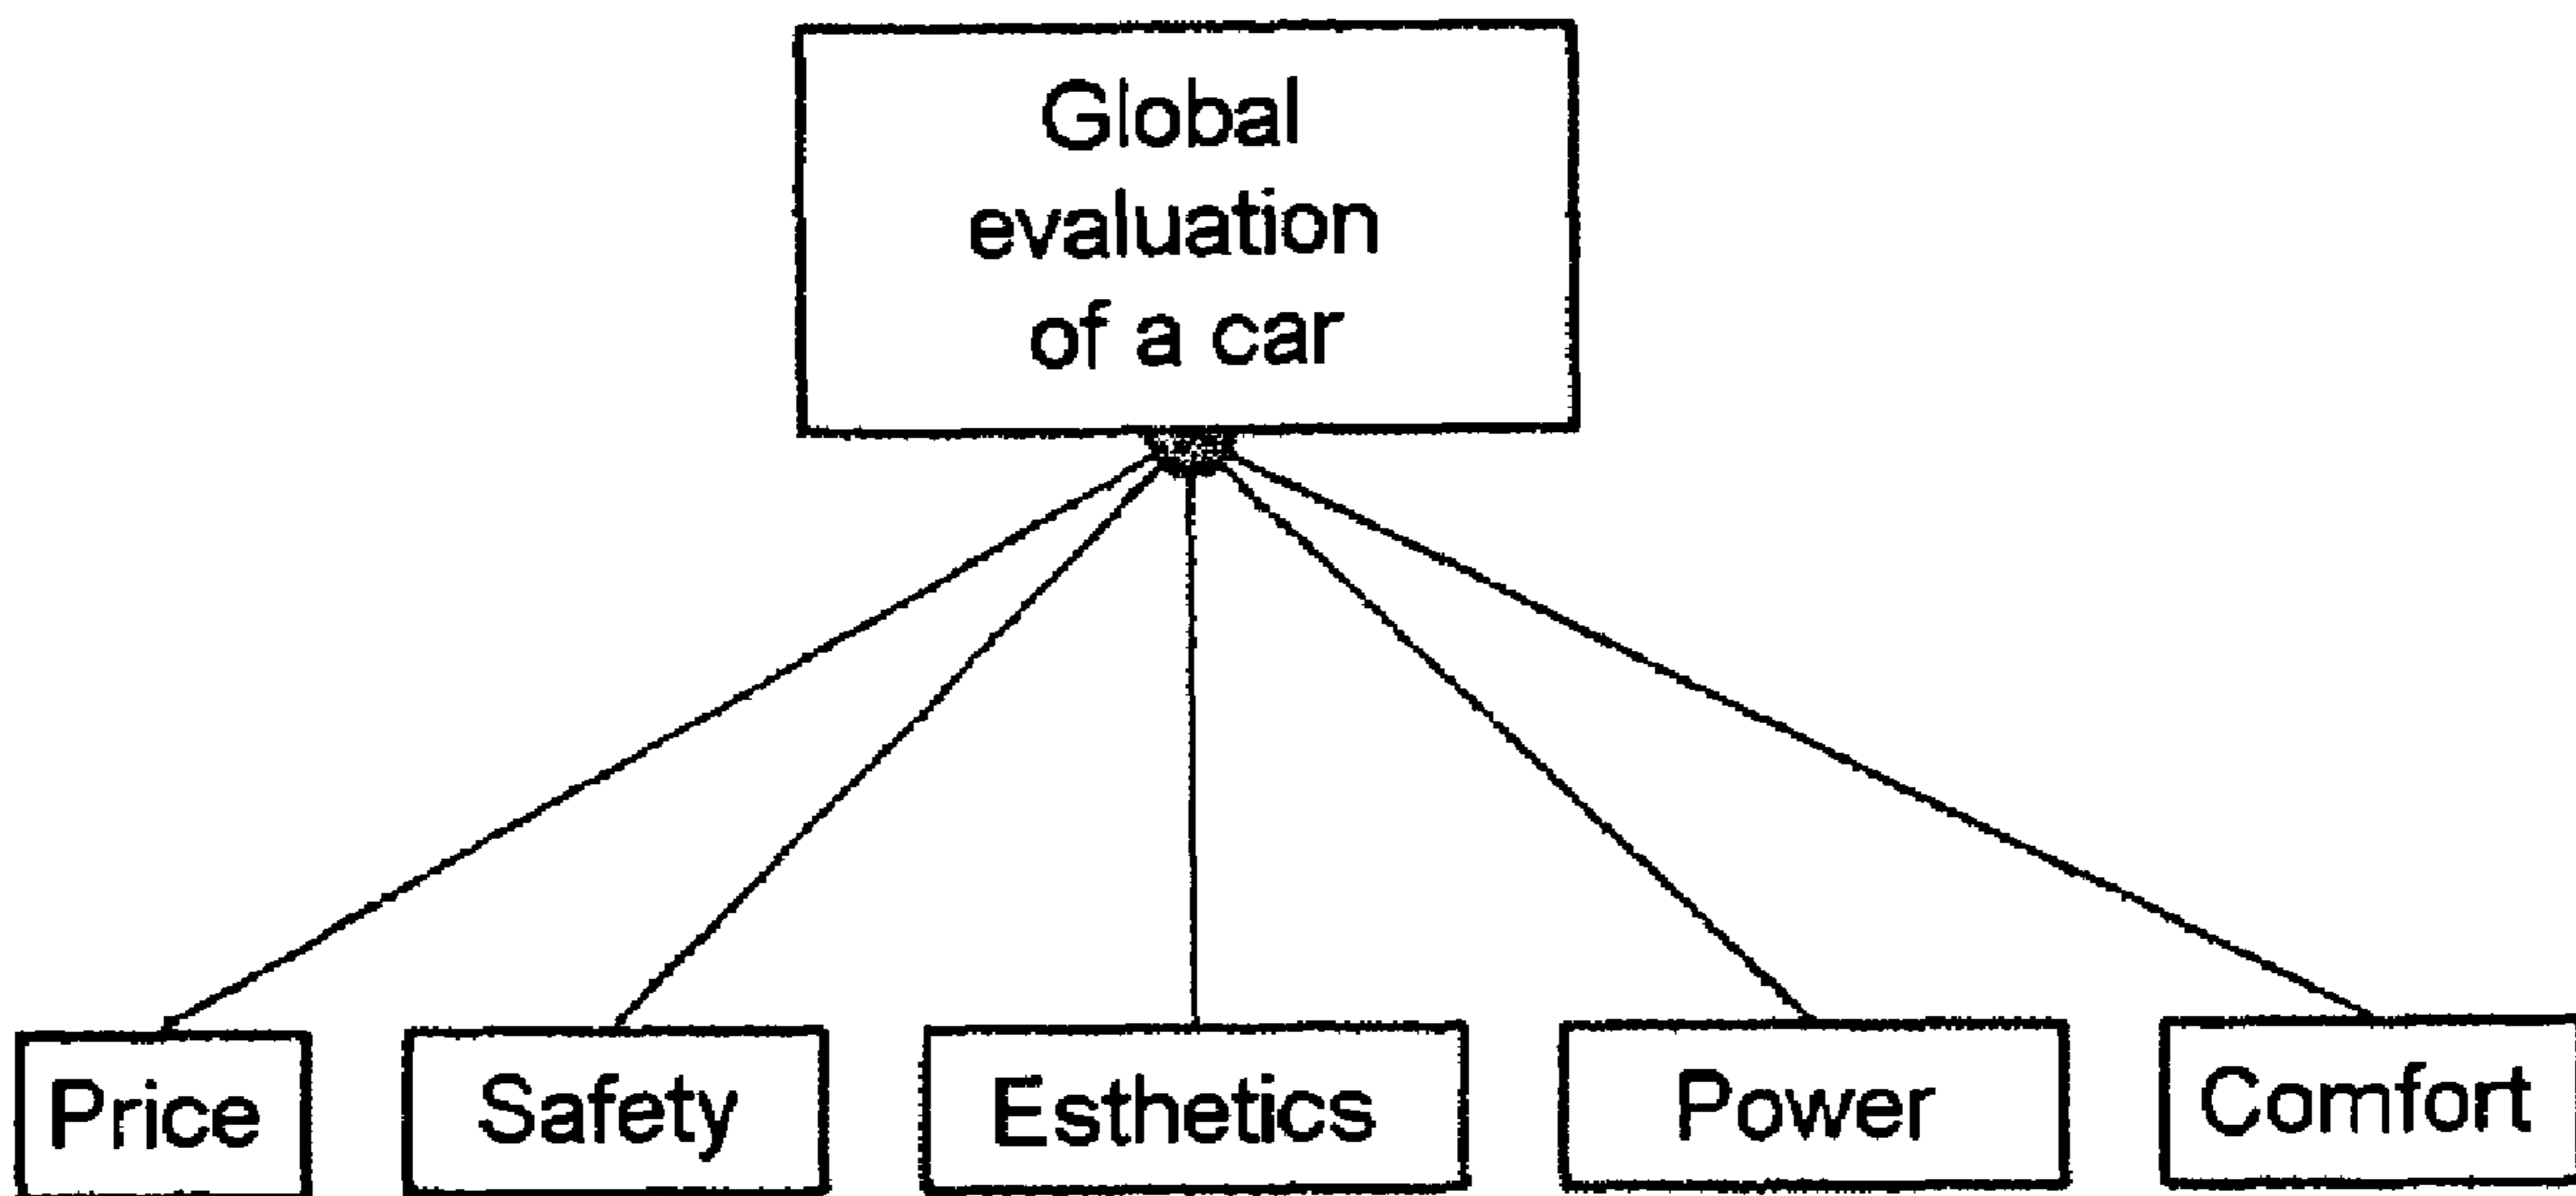 Global
evaluation
of a car
Price
Safety
Esthetics
Power
Comfort